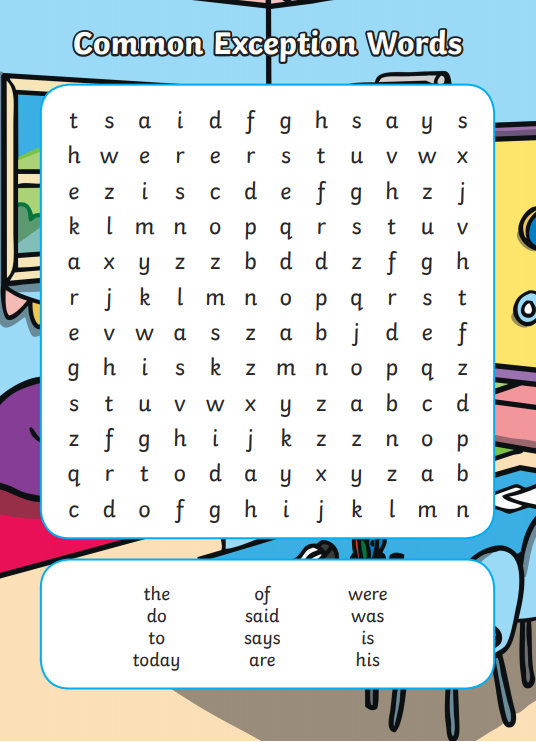 Common Exception Words
t s a i d f g h s a y s
h w e r e r s t u v w x
e z i s c d e f g h z j
k l m n o p q r s t u v
a x y z z b d d z f g h
r j k l m n o p q r s t
e v w a s z a b j d e f
g h i s k z m n o p q z
s t u v w x y z a b c d
z f g h i j k z z n o p
q r t o d a y x y z a b
c d o f g h i j k l m n
the of were
do said was
to says is
today are his